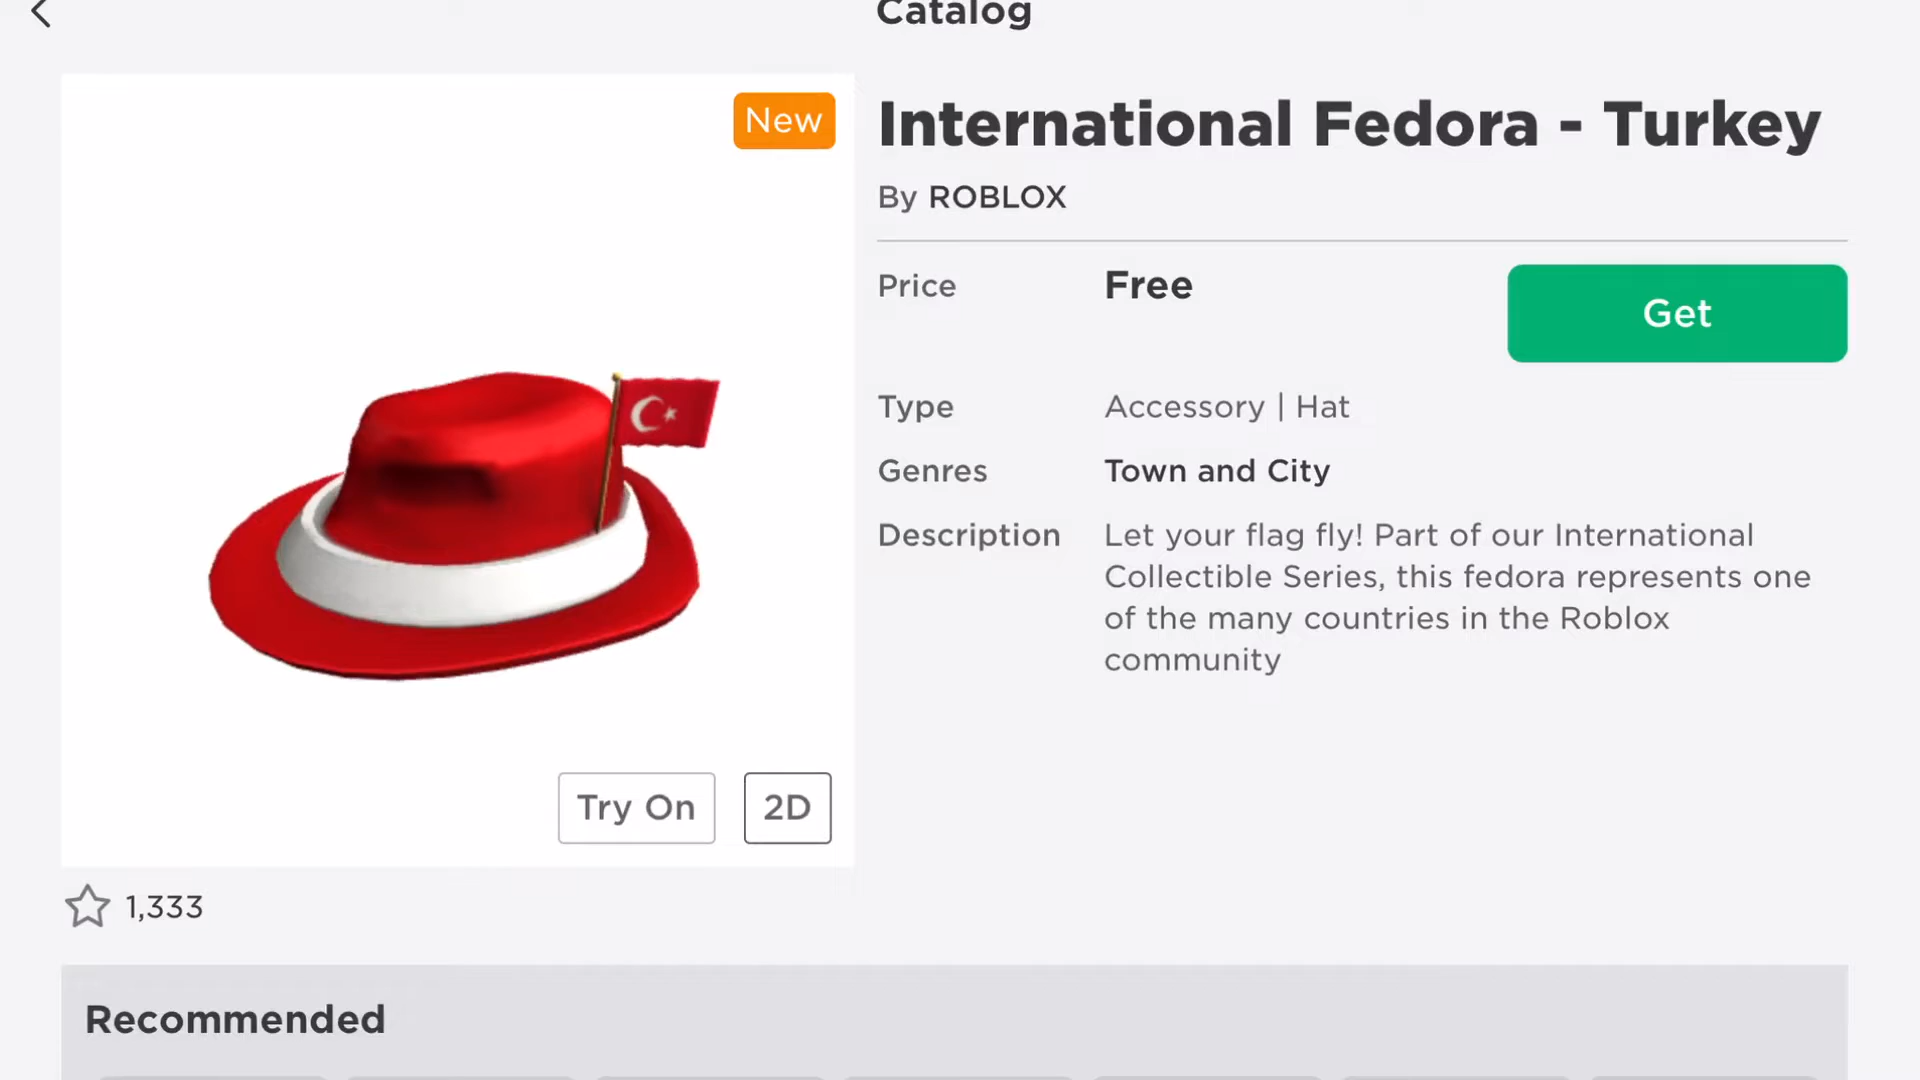 Catalog
New
International Fedora - Turkey
By ROBLOX
Price
Free
Get
Type
Accessory | Hat
Genres
Town and City
Description
Let your flag fly! Part of our International
Collectible Series, this fedora represents one
of the many countries in the Roblox
community
Try On
2D
1,333
Recommended